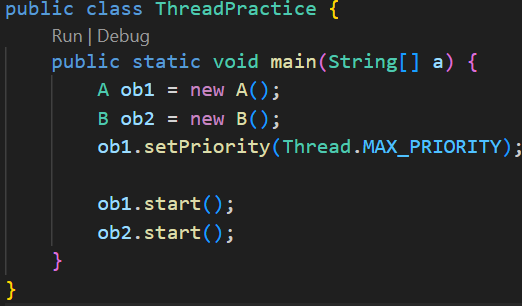 public class ThreadPractice {
Run | Debug
public static void main(String[] a) {
A ob1 = new A();
B ob2 = new B();
ob1.setPriority(Thread.MAX_PRIORITY);
ob1.start();
ob2.start();
}
}